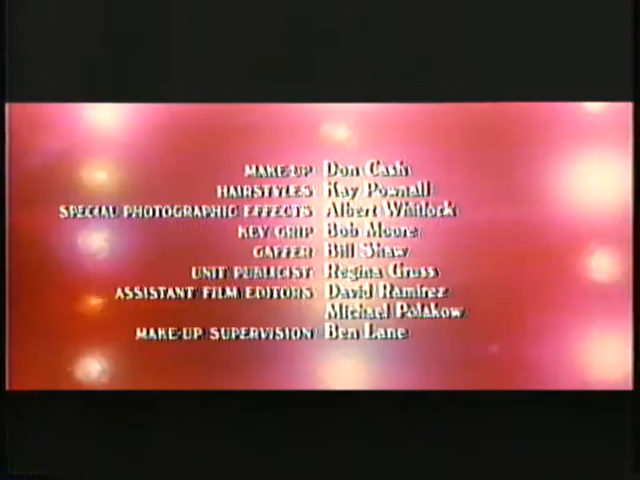 MAKE-UP Don Cash
HAIRSTYLES Kay Pownall
SPECIAL PHOTOGRAPHIC EFFECTS Albert Whitlock
KEY GRIP Bob Moore
GAFFER Bill Shaw
UNIT PUBLICIST Regina Gruss
ASSISTANT FILM EDITORS David Ramirez
Michael Polakow
MAKE-UP SUPERVISION Ben Lane